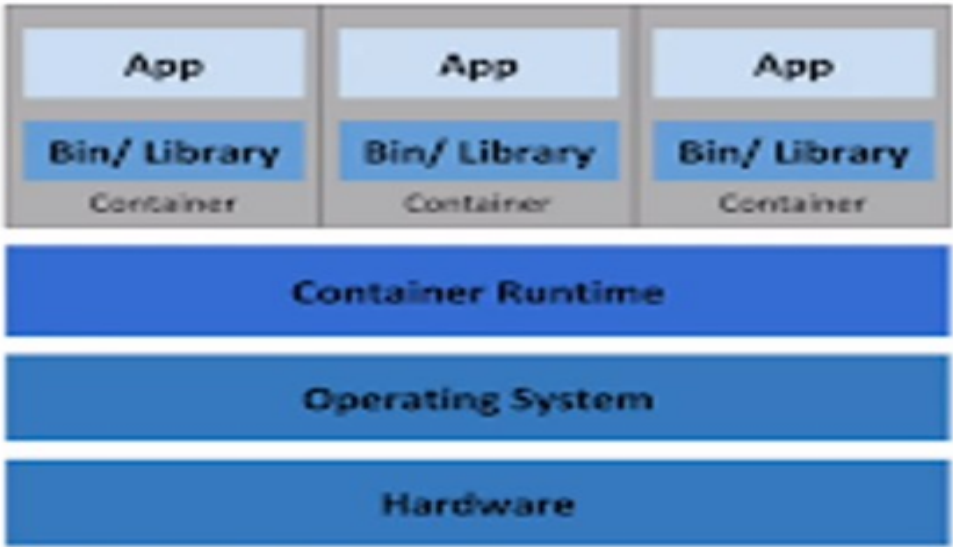 App App App
Bin/ Library Bin/ Library Bin/ Library
Container Container Container
Container Runtime
Operating System
Hardware